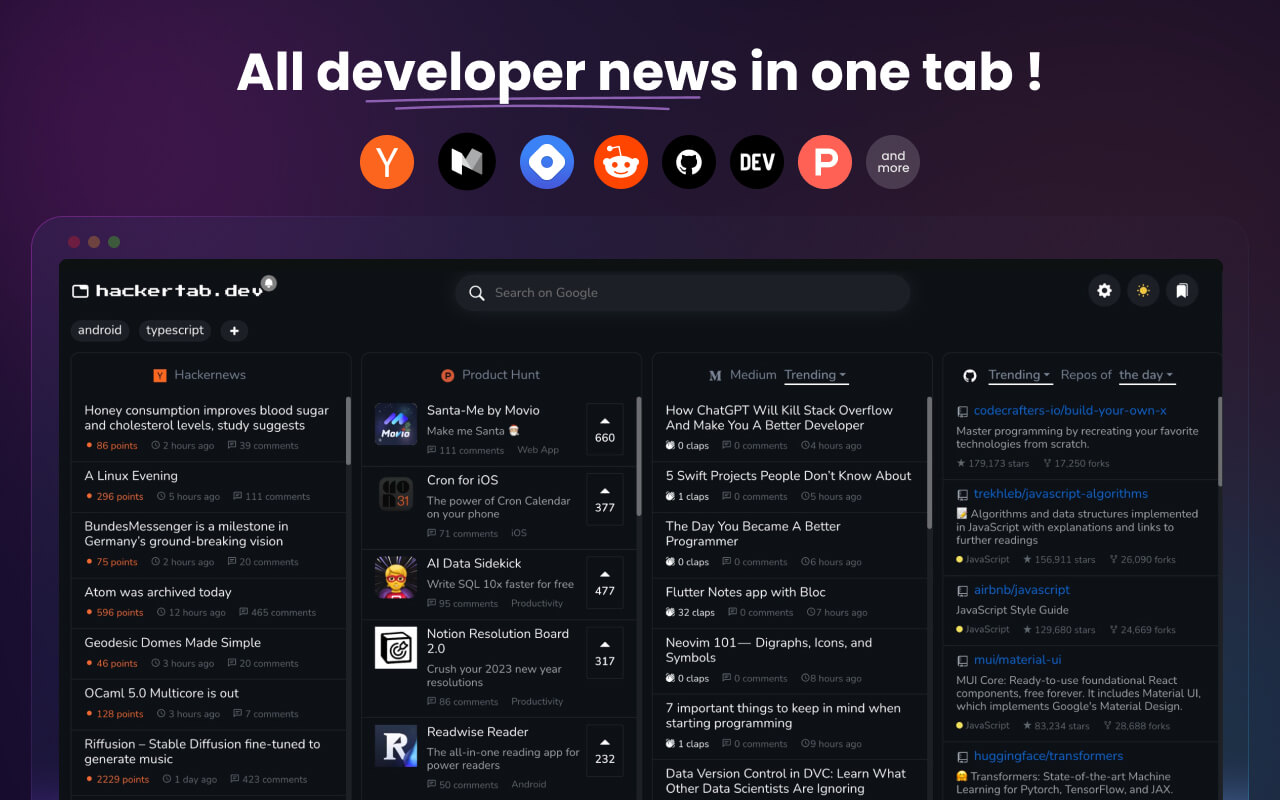 All developer news in one tab !
Y
DEV
P
and
more
hackertab.dev
Search on Google
android
typescript
+
Y Hackernews
Honey consumption improves blood sugar
and cholesterol levels, study suggests
86 points 2 hours ago 39 comments
A Linux Evening
296 points 5 hours ago 111 comments
BundesMessenger is a milestone in
Germany’s ground-breaking vision
75 points 2 hours ago 20 comments
Atom was archived today
596 points 12 hours ago 465 comments
Geodesic Domes Made Simple
46 points 3 hours ago 20 comments
OCaml 5.0 Multicore is out
128 points 3 hours ago 7 comments
Riffusion – Stable Diffusion fine-tuned to
generate music
2229 points 1 day ago 423 comments
P Product Hunt
Movio
Santa-Me by Movio
Make me Santa 🎅
111 comments Web App
660
31
Cron for iOS
The power of Cron Calendar
on your phone
71 comments iOS
377
AI Data Sidekick
Write SQL 10x faster for free
95 comments Productivity
477
Notion Resolution Board
2.0
Crush your 2023 new year
resolutions
86 comments Productivity
317
R
Readwise Reader
The all-in-one reading app for
power readers
50 comments Android
232
M Medium Trending
How ChatGPT Will Kill Stack Overflow
And Make You A Better Developer
0 claps 0 comments 4 hours ago
5 Swift Projects People Don’t Know About
1 claps 0 comments 5 hours ago
The Day You Became A Better
Programmer
0 claps 0 comments 6 hours ago
Flutter Notes app with Bloc
32 claps 0 comments 7 hours ago
Neovim 101 — Digraphs, Icons, and
Symbols
0 claps 0 comments 8 hours ago
7 important things to keep in mind when
starting programming
1 claps 0 comments 9 hours ago
Data Version Control in DVC: Learn What
Other Data Scientists Are Ignoring
Trending Repos of the day
codecrafters-io/build-your-own-x
Master programming by recreating your favorite
technologies from scratch.
179,173 stars 17,250 forks
trekhleb/javascript-algorithms
📝 Algorithms and data structures implemented
in JavaScript with explanations and links to
further readings
JavaScript 156,911 stars 26,090 forks
airbnb/javascript
JavaScript Style Guide
JavaScript 129,680 stars 24,669 forks
mui/material-ui
MUI Core: Ready-to-use foundational React
components, free forever. It includes Material UI,
which implements Google's Material Design.
JavaScript 83,234 stars 28,688 forks
huggingface/transformers
🤗 Transformers: State-of-the-art Machine
Learning for Pytorch, TensorFlow, and JAX.